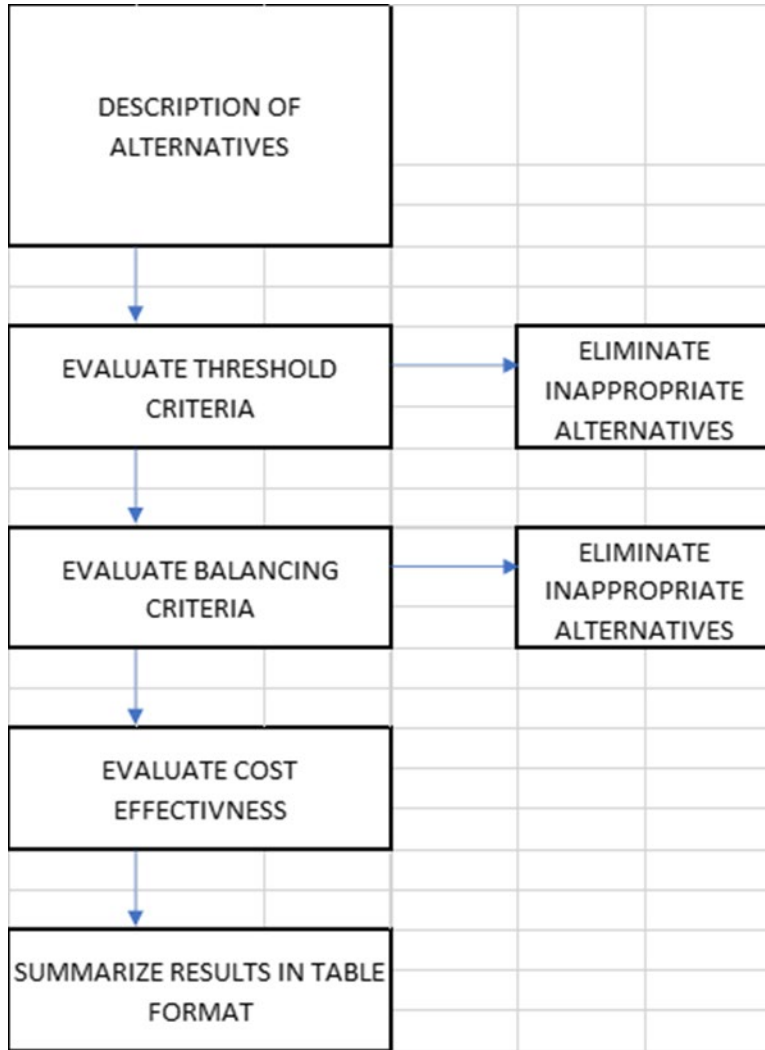 DESCRIPTION OF
ALTERNATIVES
EVALUATE THRESHOLD
CRITERIA
ELIMINATE
INAPPROPRIATE
ALTERNATIVES
EVALUATE BALANCING
CRITERIA
ELIMINATE
INAPPROPRIATE
ALTERNATIVES
EVALUATE COST
EFFECTIVNESS
SUMMARIZE RESULTS IN TABLE
FORMAT